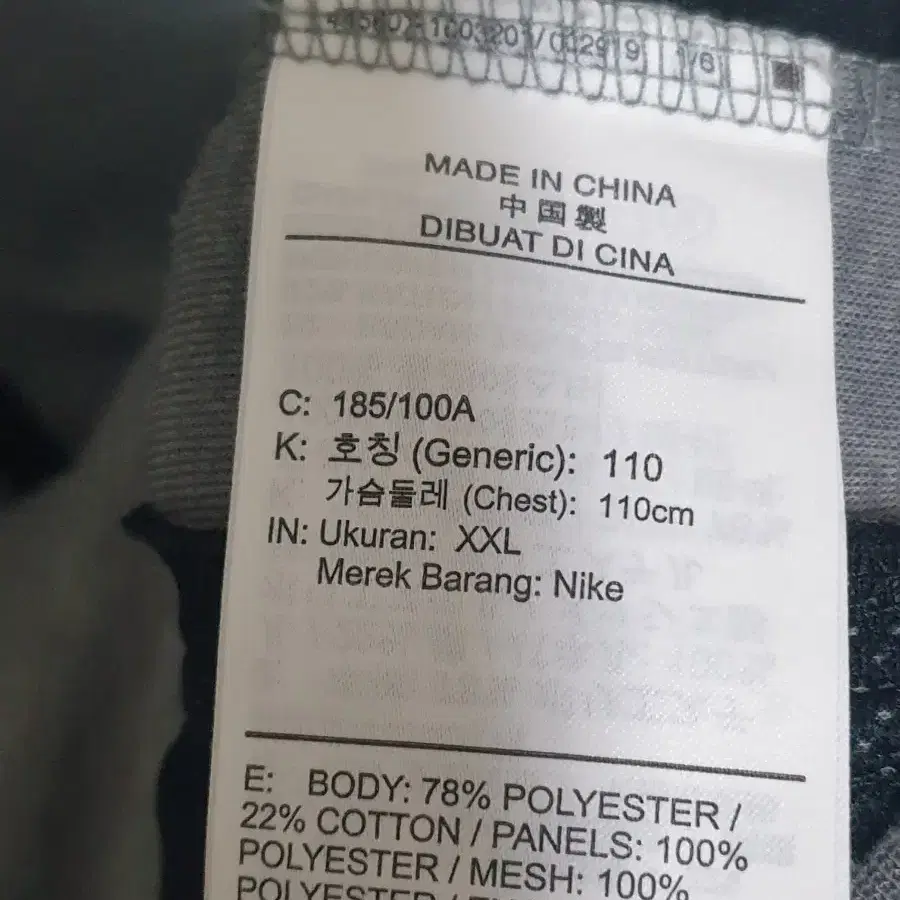 MADE IN CHINA
中国製
DIBUAT DI CINA
C: 185/100A
K: 호칭 (Generic): 110
가슴둘레 (Chest): 110cm
IN: Ukuran: XXL
Merek Barang: Nike
E: BODY: 78% POLYESTER /
22% COTTON / PANELS: 100%
POLYESTER / MESH: 100%
POLYESTER /